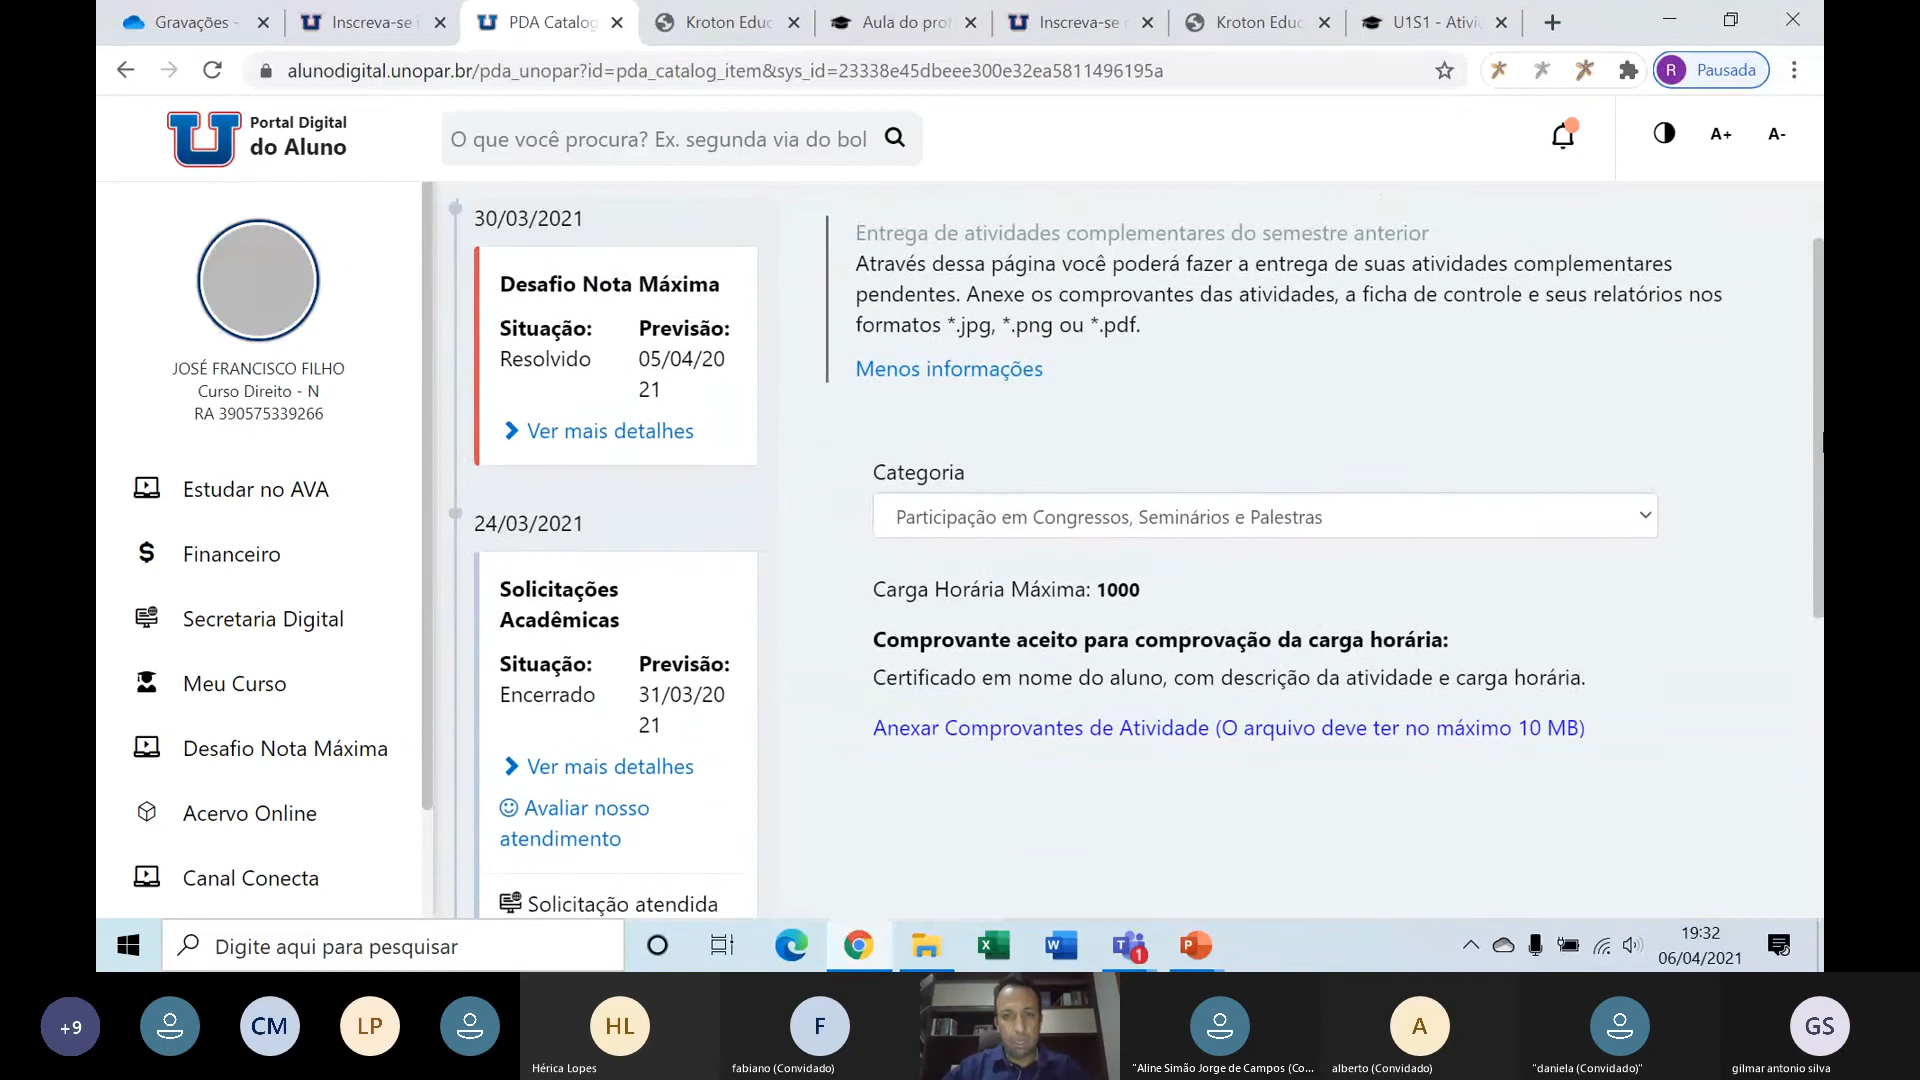 Gravações -
Inscreva-se
PDA Catalog
Kroton Educ
Aula do prof
Inscreva-se
Kroton Educ
U1S1 - Ativi
alunodigital.unopar.br/pda_unopar?id=pda_catalog_item&sys_id=23338e45dbeee300e32ea5811496195a
R Pausada
Portal Digital
do Aluno
O que você procura? Ex. segunda via do bol
A+
A-
JOSÉ FRANCISCO FILHO
Curso Direito - N
RA 390575339266
Estudar no AVA
Financeiro
Secretaria Digital
Meu Curso
Desafio Nota Máxima
Acervo Online
Canal Conecta
30/03/2021
Desafio Nota Máxima
Situação: Previsão:
Resolvido 05/04/20
21
Ver mais detalhes
24/03/2021
Solicitações
Acadêmicas
Situação: Previsão:
Encerrado 31/03/20
21
Ver mais detalhes
Avaliar nosso
atendimento
Solicitação atendida
Entrega de atividades complementares do semestre anterior
Através dessa página você poderá fazer a entrega de suas atividades complementares
pendentes. Anexe os comprovantes das atividades, a ficha de controle e seus relatórios nos
formatos *.jpg, *.png ou *.pdf.
Menos informações
Categoria
Participação em Congressos, Seminários e Palestras
Carga Horária Máxima: 1000
Comprovante aceito para comprovação da carga horária:
Certificado em nome do aluno, com descrição da atividade e carga horária.
Anexar Comprovantes de Atividade (O arquivo deve ter no máximo 10 MB)
Digite aqui para pesquisar
1
19:32
06/04/2021
+9
CM
LP
HL
Hérica Lopes
F
fabiano (Convidado)
"Aline Simão Jorge de Campos (Co...
A
alberto (Convidado)
"daniela (Convidado)"
GS
gilmar antonio silva